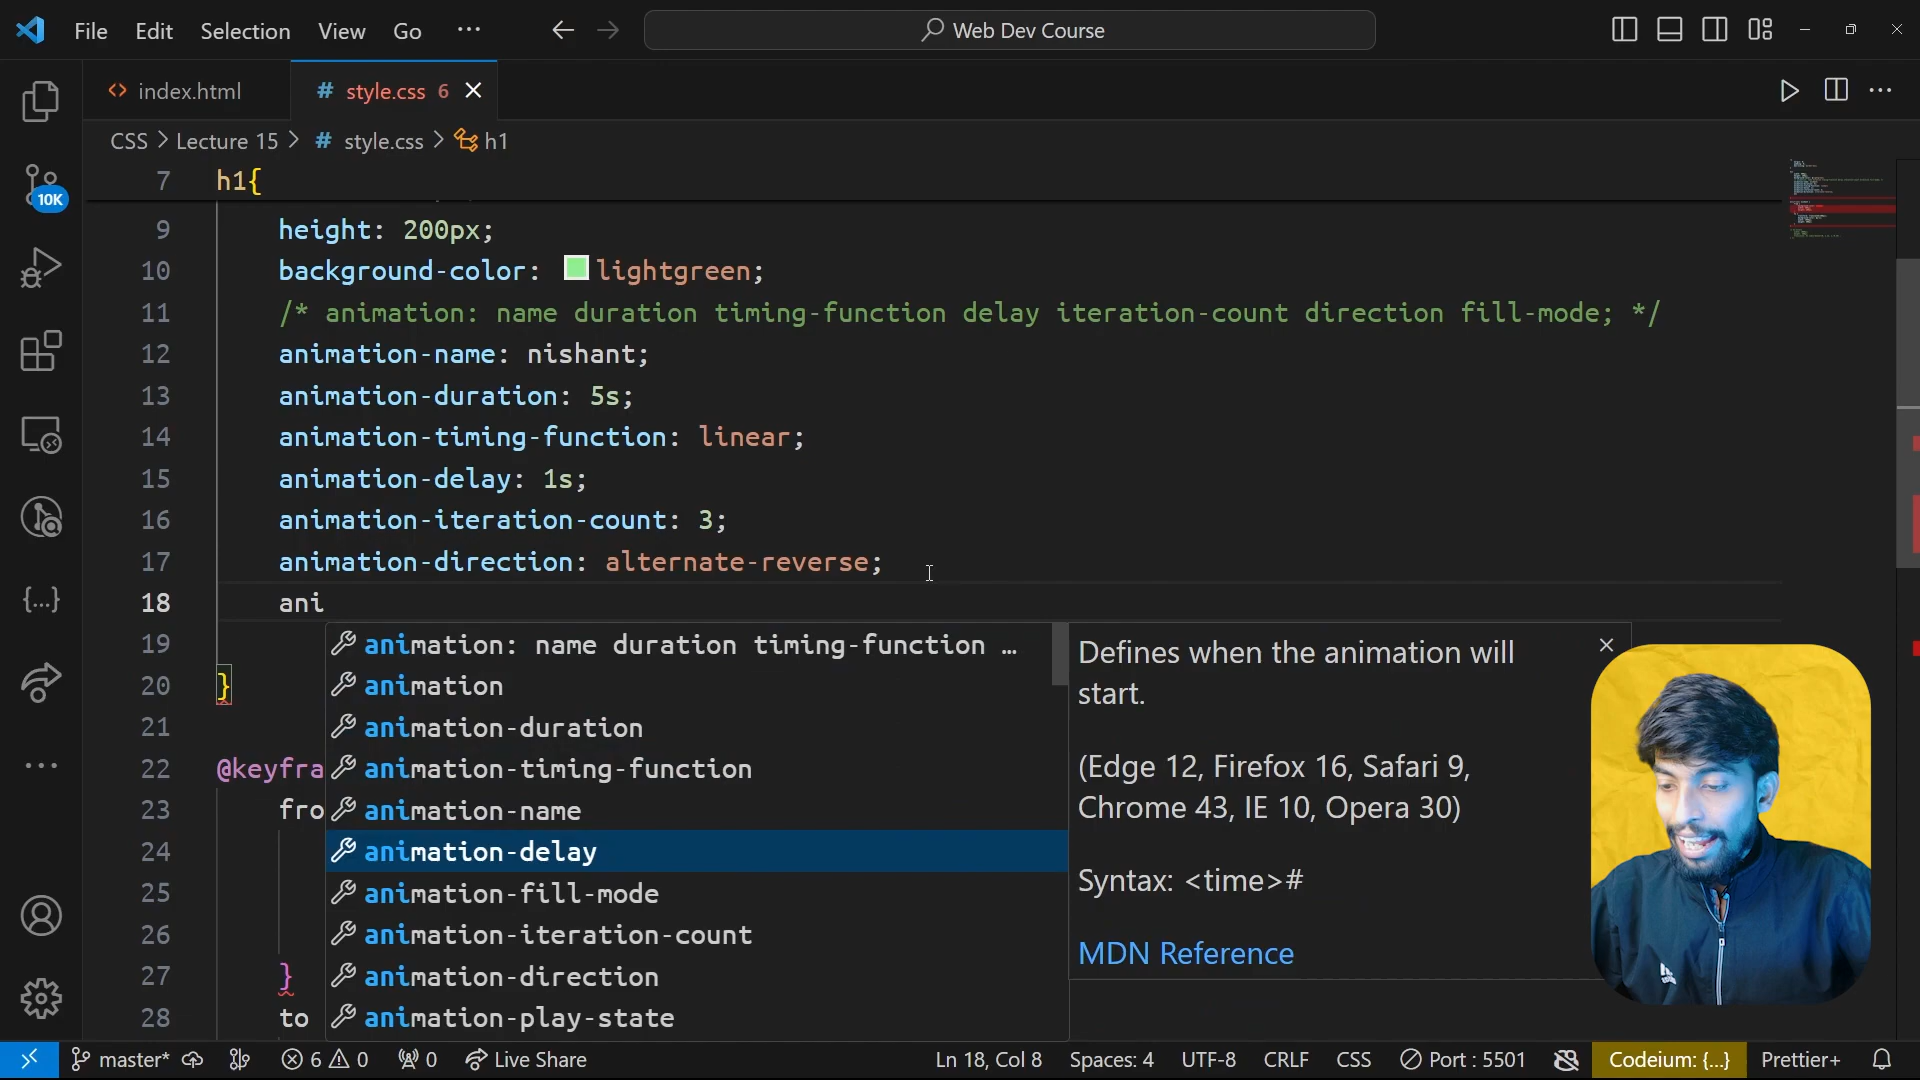 File Edit Selection View Go ··· Web Dev Course
index.html # style.css 6
CSS > Lecture 15 > # style.css > h1
7 h1{
9 height: 200px;
10 background-color: lightgreen;
11 /* animation: name duration timing-function delay iteration-count direction fill-mode; */
12 animation-name: nishant;
13 animation-duration: 5s;
14 animation-timing-function: linear;
15 animation-delay: 1s;
16 animation-iteration-count: 3;
17 animation-direction: alternate-reverse;
18 ani
19 animation: name duration timing-function …
20 } animation
21 animation-duration
22 @keyfra animation-timing-function
23 fro animation-name
24 animation-delay
25 animation-fill-mode
26 animation-iteration-count
27 } animation-direction
28 to animation-play-state
Defines when the animation will
start.
(Edge 12, Firefox 16, Safari 9,
Chrome 43, IE 10, Opera 30)
Syntax: <time>#
MDN Reference
10K
{...}
master* 6 0 0 Live Share Ln 18, Col 8 Spaces: 4 UTF-8 CRLF CSS Port : 5501 Codeium: {...} Prettier+